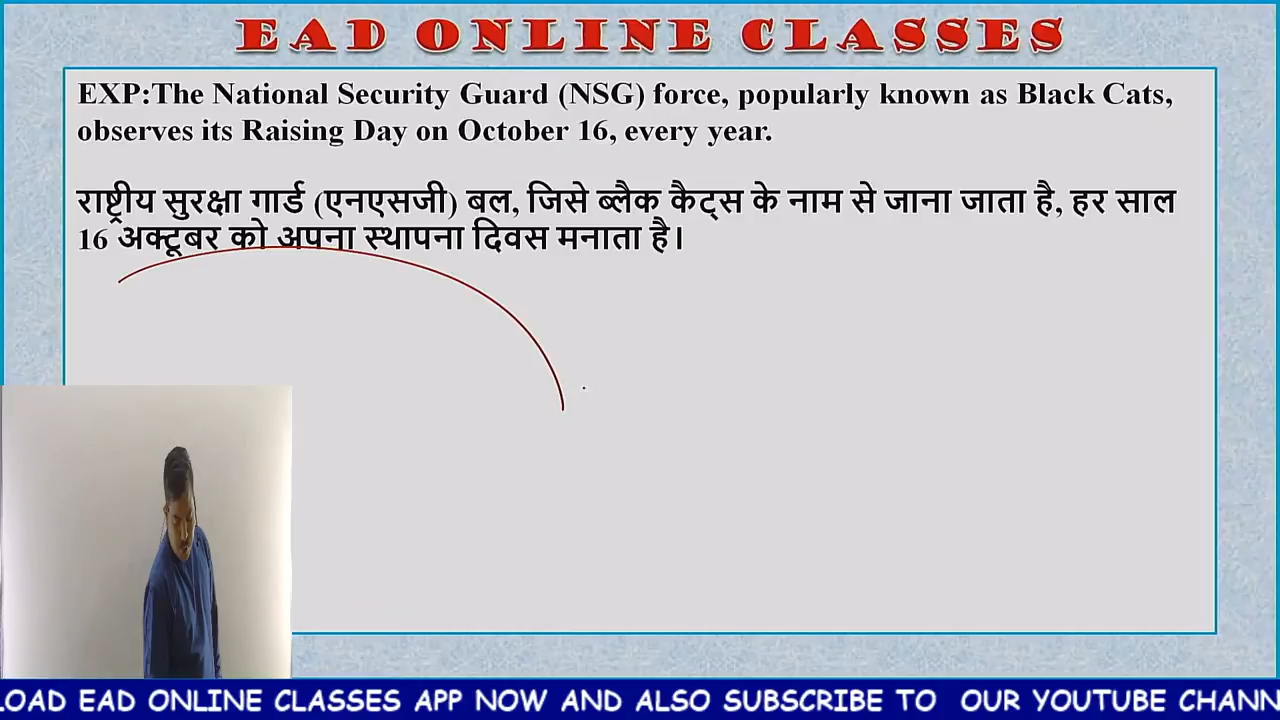 EAD ONLINE CLASSES
EXP:The National Security Guard (NSG) force, popularly known as Black Cats,
observes its Raising Day on October 16, every year.
राष्ट्रीय सुरक्षा गार्ड (एनएसजी) बल, जिसे ब्लैक कैट्स के नाम से जाना जाता है, हर साल
16 अक्टूबर को अपना स्थापना दिवस मनाता है।
LOAD EAD ONLINE CLASSES APP NOW AND ALSO SUBSCRIBE TO OUR YOUTUBE CHANN